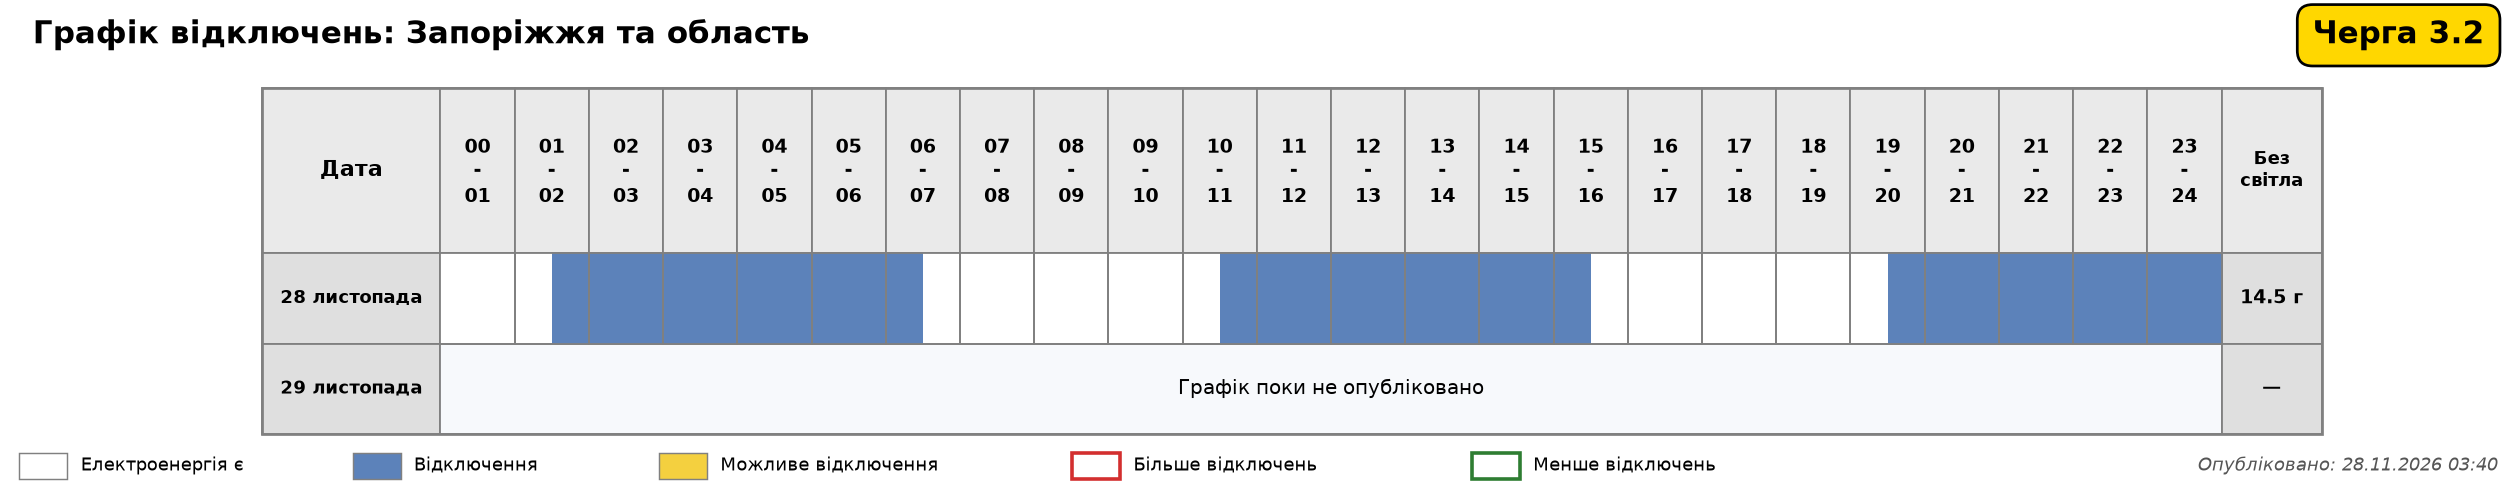 Графік відключень: Запоріжжя та область
Черга 3.2
Дата
00 - 01
01 - 02
02 - 03
03 - 04
04 - 05
05 - 06
06 - 07
07 - 08
08 - 09
09 - 10
10 - 11
11 - 12
12 - 13
13 - 14
14 - 15
15 - 16
16 - 17
17 - 18
18 - 19
19 - 20
20 - 21
21 - 22
22 - 23
23 - 24
Без
світла
28 листопада
14.5 г
29 листопада
Графік поки не опубліковано
—
Електроенергія є
Відключення
Можливе відключення
Більше відключень
Менше відключень
Опубліковано: 28.11.2026 03:40